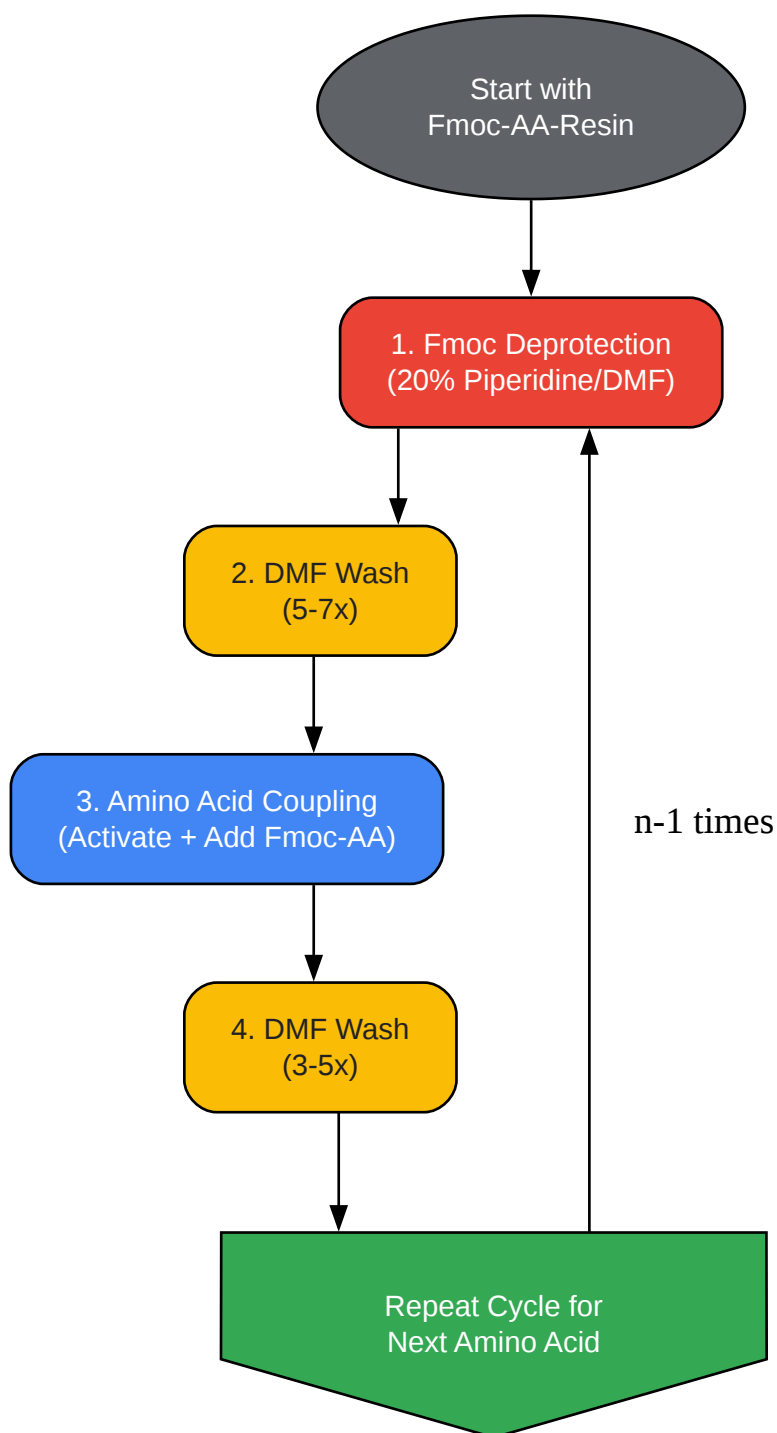 Start with
Fmoc-AA-Resin
1. Fmoc Deprotection
(20% Piperidine/DMF)
2. DMF Wash
(5-7x)
3. Amino Acid Coupling
(Activate + Add Fmoc-AA)
n-1 times
4. DMF Wash
(3-5x)
Repeat Cycle for
Next Amino Acid